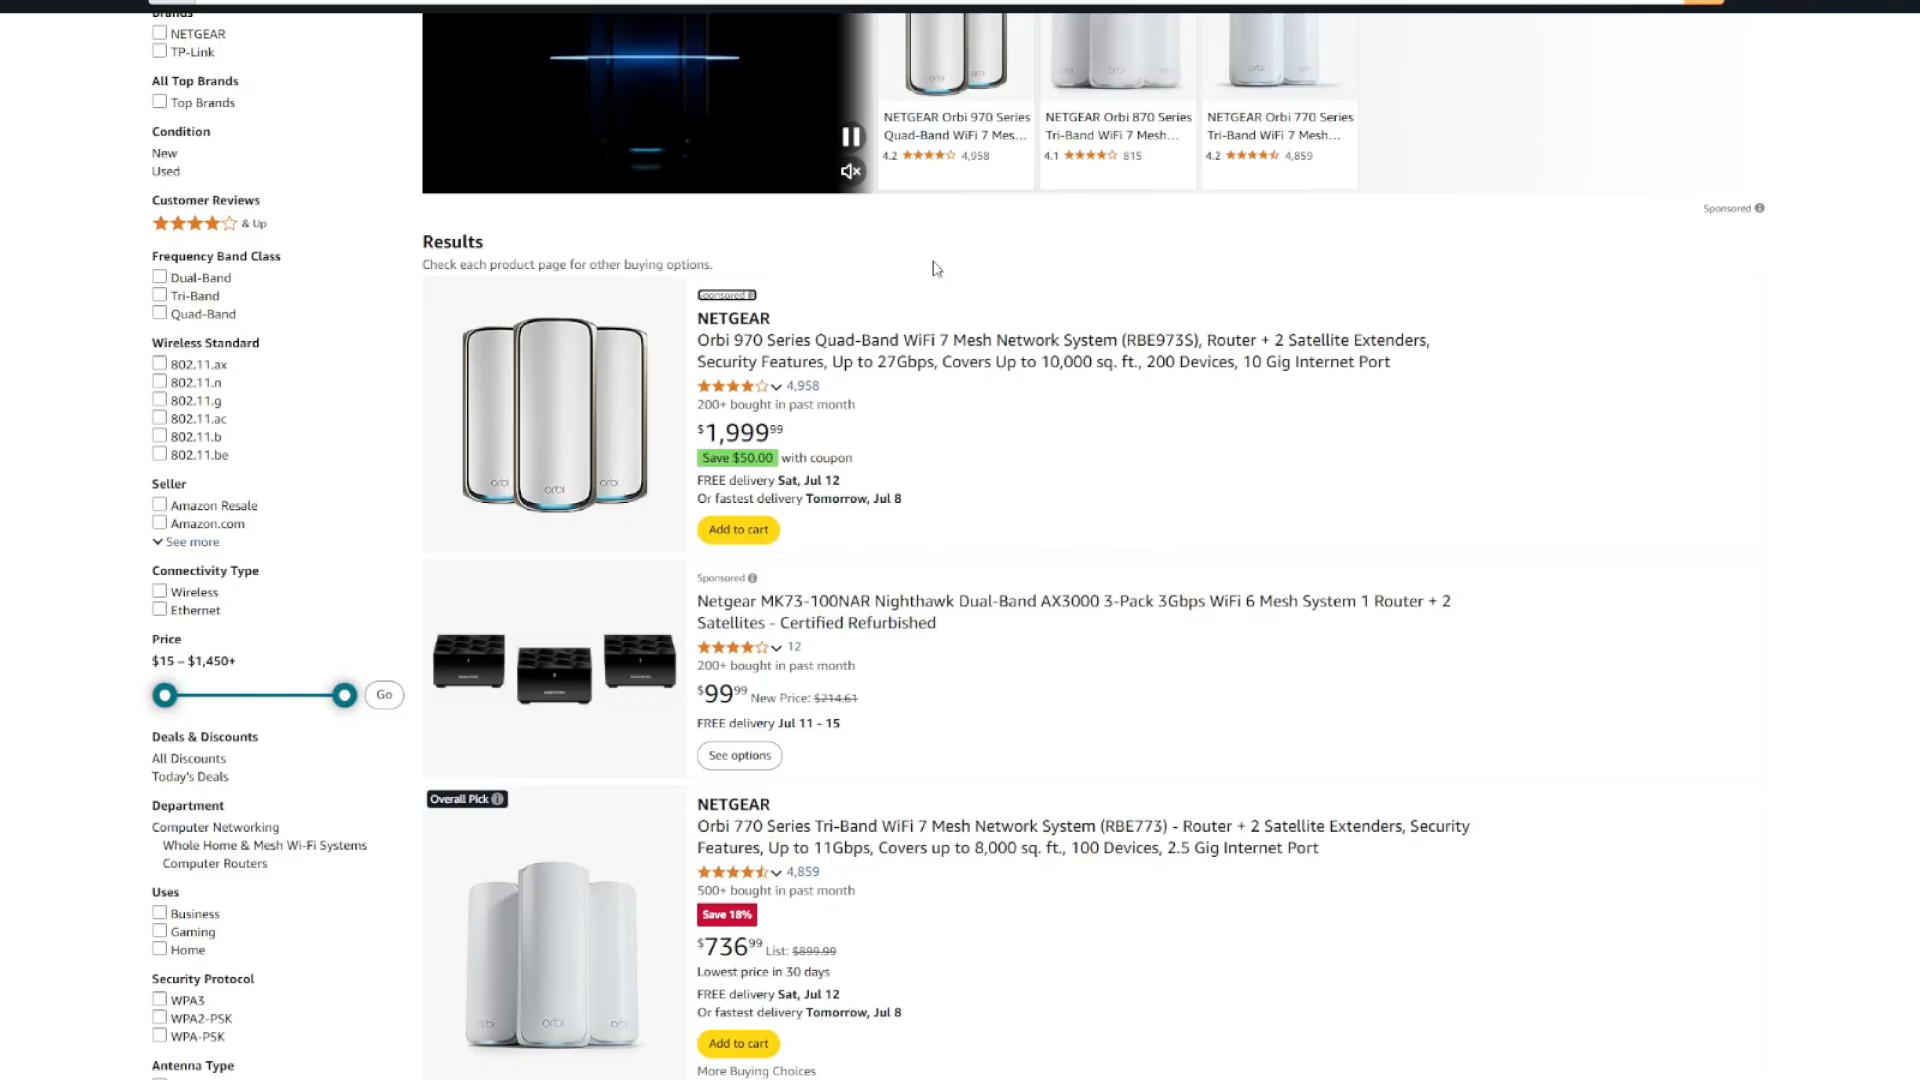 Brands
NETGEAR
TP-Link
All Top Brands
Top Brands
Condition
New
Used
Customer Reviews
& Up
Frequency Band Class
Dual-Band
Tri-Band
Quad-Band
Wireless Standard
802.11.ax
802.11.n
802.11.g
802.11.ac
802.11.b
802.11.be
Seller
Amazon Resale
Amazon.com
See more
Connectivity Type
Wireless
Ethernet
Price
$15 – $1,450+
Go
Deals & Discounts
All Discounts
Today's Deals
Department
Computer Networking
Whole Home & Mesh Wi-Fi Systems
Computer Routers
Uses
Business
Gaming
Home
Security Protocol
WPA3
WPA2-PSK
WPA-PSK
Antenna Type
orbi
orbi
NETGEAR Orbi 970 Series
Quad-Band WiFi 7 Mes...
4.2 4,958
orbi
orbi
orbi
NETGEAR Orbi 870 Series
Tri-Band WiFi 7 Mesh...
4.1 815
orbi
orbi
NETGEAR Orbi 770 Series
Tri-Band WiFi 7 Mesh...
4.2 4,859
Sponsored
Results
Check each product page for other buying options.
orbi
orbi
orbi
Sponsored
NETGEAR
Orbi 970 Series Quad-Band WiFi 7 Mesh Network System (RBE973S), Router + 2 Satellite Extenders,
Security Features, Up to 27Gbps, Covers Up to 10,000 sq. ft., 200 Devices, 10 Gig Internet Port
4,958
200+ bought in past month
$1,999.99
Save $50.00 with coupon
FREE delivery Sat, Jul 12
Or fastest delivery Tomorrow, Jul 8
Add to cart
Sponsored
Netgear MK73-100NAR Nighthawk Dual-Band AX3000 3-Pack 3Gbps WiFi 6 Mesh System 1 Router + 2
Satellites - Certified Refurbished
12
200+ bought in past month
$99.99 New Price: $214.61
FREE delivery Jul 11 - 15
See options
Overall Pick
orbi
orbi
orbi
NETGEAR
Orbi 770 Series Tri-Band WiFi 7 Mesh Network System (RBE773) - Router + 2 Satellite Extenders, Security
Features, Up to 11Gbps, Covers up to 8,000 sq. ft., 100 Devices, 2.5 Gig Internet Port
4,859
500+ bought in past month
Save 18%
$736.99 List: $899.99
Lowest price in 30 days
FREE delivery Sat, Jul 12
Or fastest delivery Tomorrow, Jul 8
Add to cart
More Buying Choices